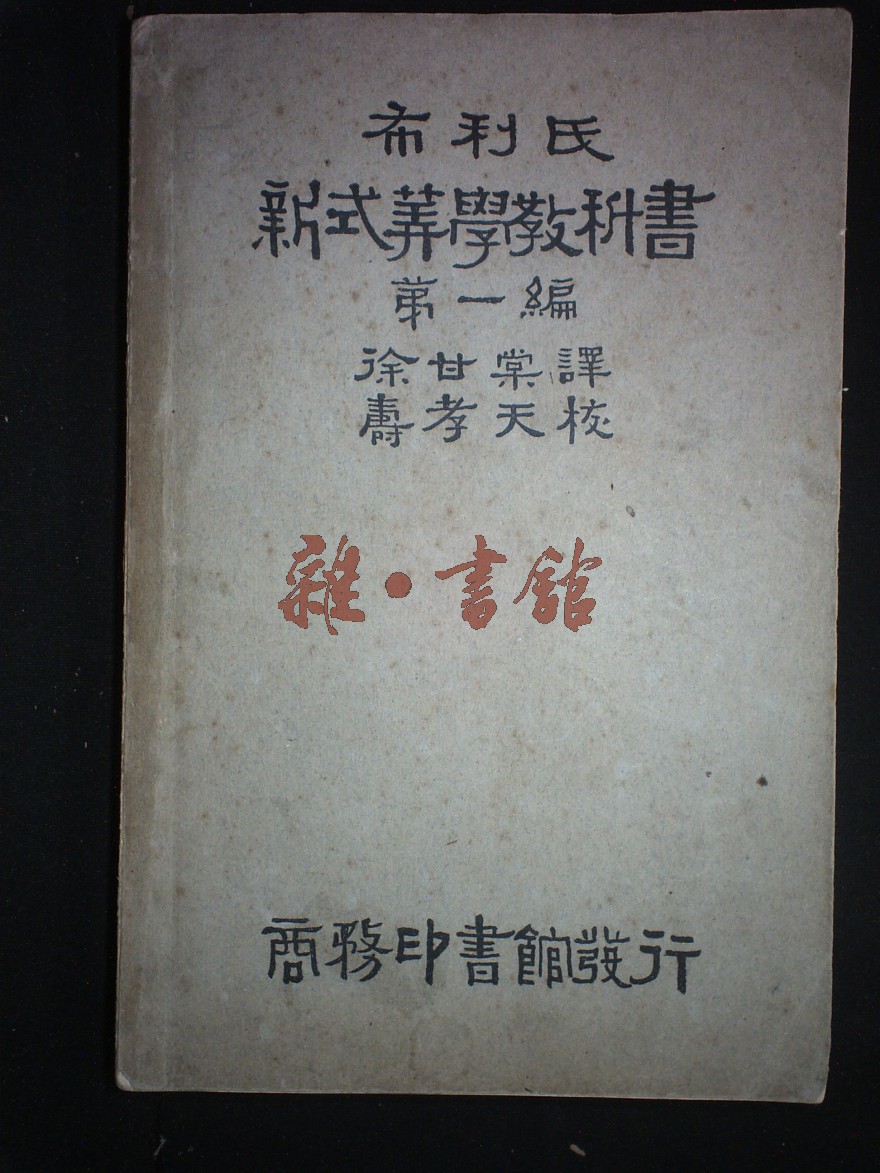 布利氏
新式算學教科書
第一編
徐甘棠譯
壽孝天校
雜·書館
商務印書館發行